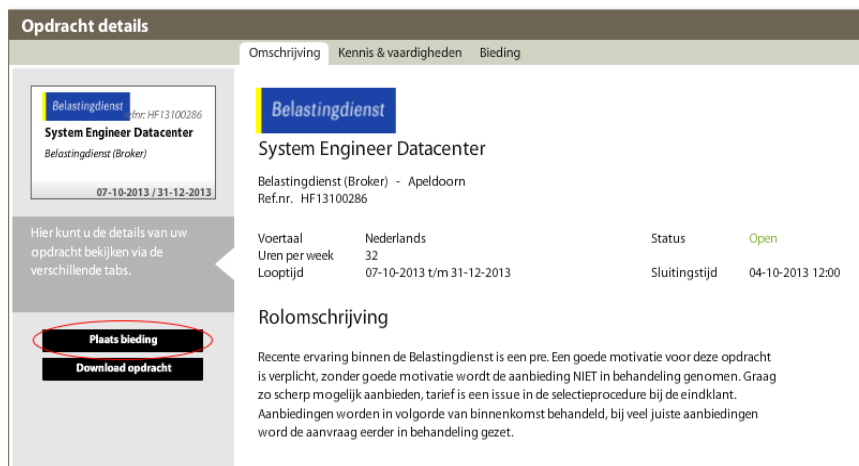 Opdracht details
Omschrijving Kennis & vaardigheden Bieding
Belastingdienst
refnr: HF13100286
System Engineer Datacenter
Belastingdienst (Broker)
07-10-2013 / 31-12-2013
Hier kunt u de details van uw
opdracht bekijken via de
verschillende tabs.
Plaats bieding
Download opdracht
Belastingdienst
System Engineer Datacenter
Belastingdienst (Broker) - Apeldoorn
Ref.nr. HF13100286
Voertaal Nederlands Status Open
Uren per week 32
Looptijd 07-10-2013 t/m 31-12-2013 Sluitingstijd 04-10-2013 12:00
Rolomschrijving
Recente ervaring binnen de Belastingdienst is een pre. Een goede motivatie voor deze opdracht
is verplicht, zonder goede motivatie wordt de aanbieding NIET in behandeling genomen. Graag
zo scherp mogelijk aanbieden, tarief is een issue in de selectieprocedure bij de eindklant.
Aanbiedingen worden in volgorde van binnenkomst behandeld, bij veel juiste aanbiedingen
word de aanvraag eerder in behandeling gezet.